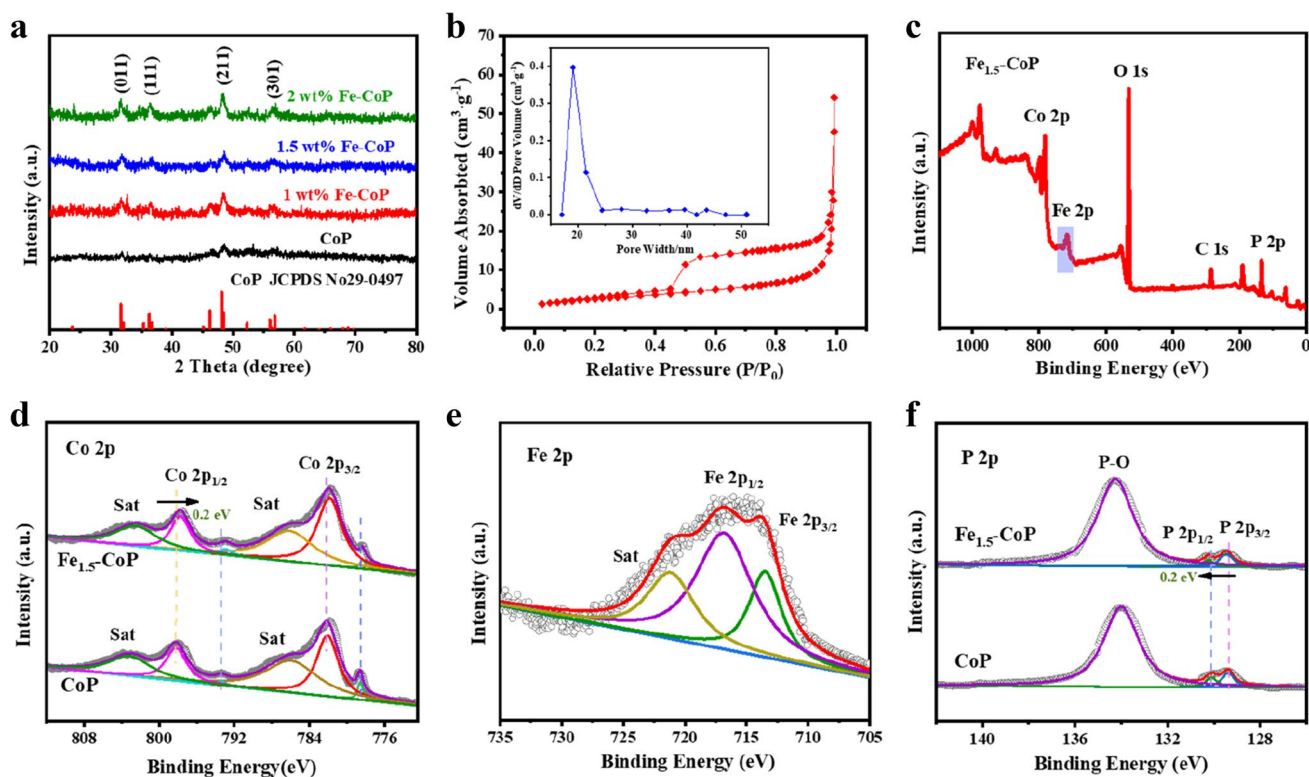 a
(011)
(111)
(211)
(301)
2 wt% Fe-CoP
1.5 wt% Fe-CoP
1 wt% Fe-CoP
CoP
CoP JCPDS No29-0497
Intensity (a.u.)
20 30 40 50 60 70 80
2 Theta (degree)
b
70
60
50
40
30
20
10
0
-10
Volume Absorbted (cm³·g⁻¹)
0.4
0.2
0.0
dV/dD Pore Volume (cm³·g⁻¹)
20 30 40 50
Pore Width/nm
0.0 0.2 0.4 0.6 0.8 1.0
Relative Pressure (P/P₀)
c
Fe₁.₅-CoP
O 1s
Co 2p
Fe 2p
C 1s
P 2p
Intensity (a.u.)
1000 800 600 400 200 0
Binding Energy (eV)
d
Co 2p
Co 2p₁/₂
Co 2p₃/₂
Sat
0.2 eV
Sat
Fe₁.₅-CoP
Sat
Sat
CoP
Intensity (a.u.)
808 800 792 784 776
Binding Energy(eV)
e
Fe 2p
Fe 2p₁/₂
Fe 2p₃/₂
Sat
Intensity (a.u.)
735 730 725 720 715 710 705
Binding Energy (eV)
f
P 2p
P-O
P 2p₁/₂
P 2p₃/₂
Fe₁.₅-CoP
0.2 eV
CoP
Intensity (a.u.)
140 136 132 128
Binding Energy (eV)